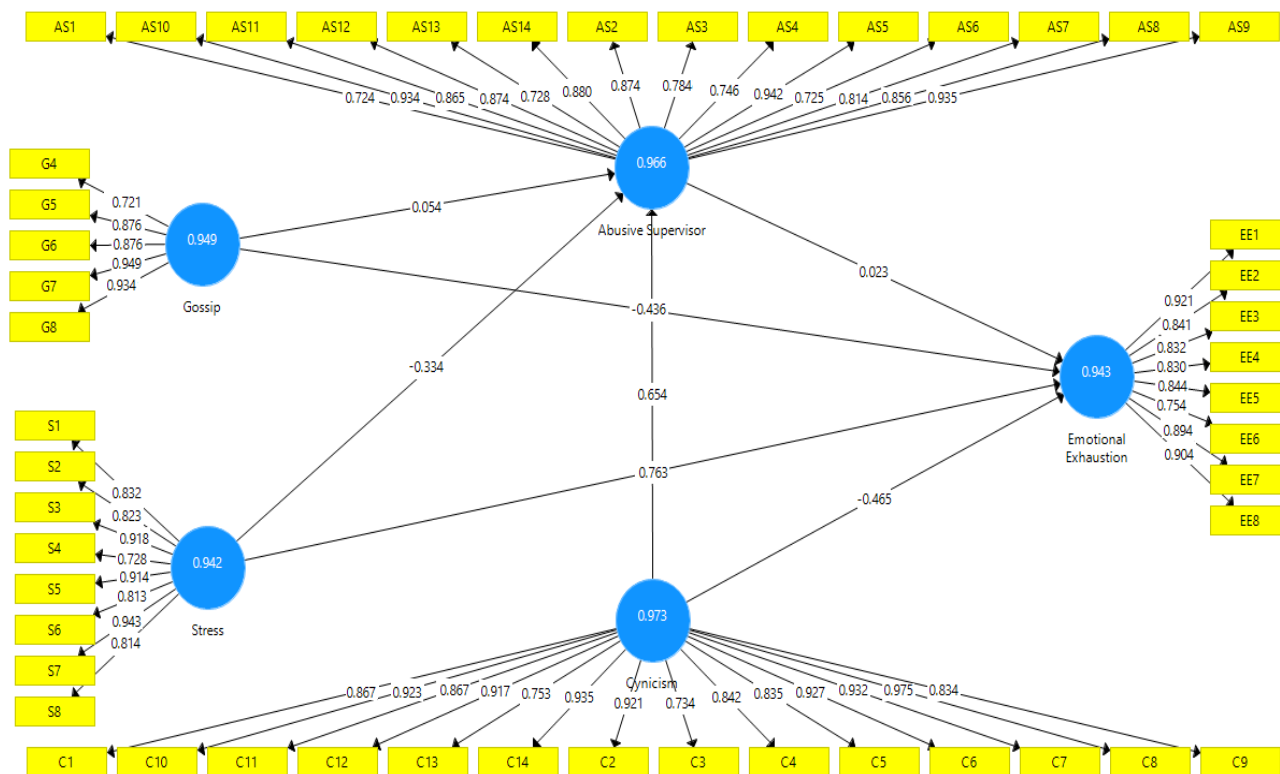 AS1 AS10 AS11 AS12 AS13 AS14 AS2 AS3 AS4 AS5 AS6 AS7 AS8 AS9
0.724 0.934 0.865 0.874 0.728 0.880 0.874 0.784 0.746 0.942 0.725 0.814 0.856 0.935
0.966
Abusive Supervisor
G4
G5
G6
G7
G8
0.721
0.876
0.876
0.949
0.934
0.949
Gossip
0.054
0.023
-0.436
-0.334
0.654
0.763
-0.465
EE1
EE2
EE3
EE4
EE5
EE6
EE7
EE8
0.921
0.841
0.832
0.830
0.844
0.754
0.894
0.904
0.943
Emotional
Exhaustion
S1
S2
S3
S4
S5
S6
S7
S8
0.832
0.823
0.918
0.728
0.914
0.813
0.943
0.814
0.942
Stress
0.973
Cynicism
0.867 0.923 0.867 0.917 0.753 0.935 0.921 0.734 0.842 0.835 0.927 0.932 0.975 0.834
C1 C10 C11 C12 C13 C14 C2 C3 C4 C5 C6 C7 C8 C9